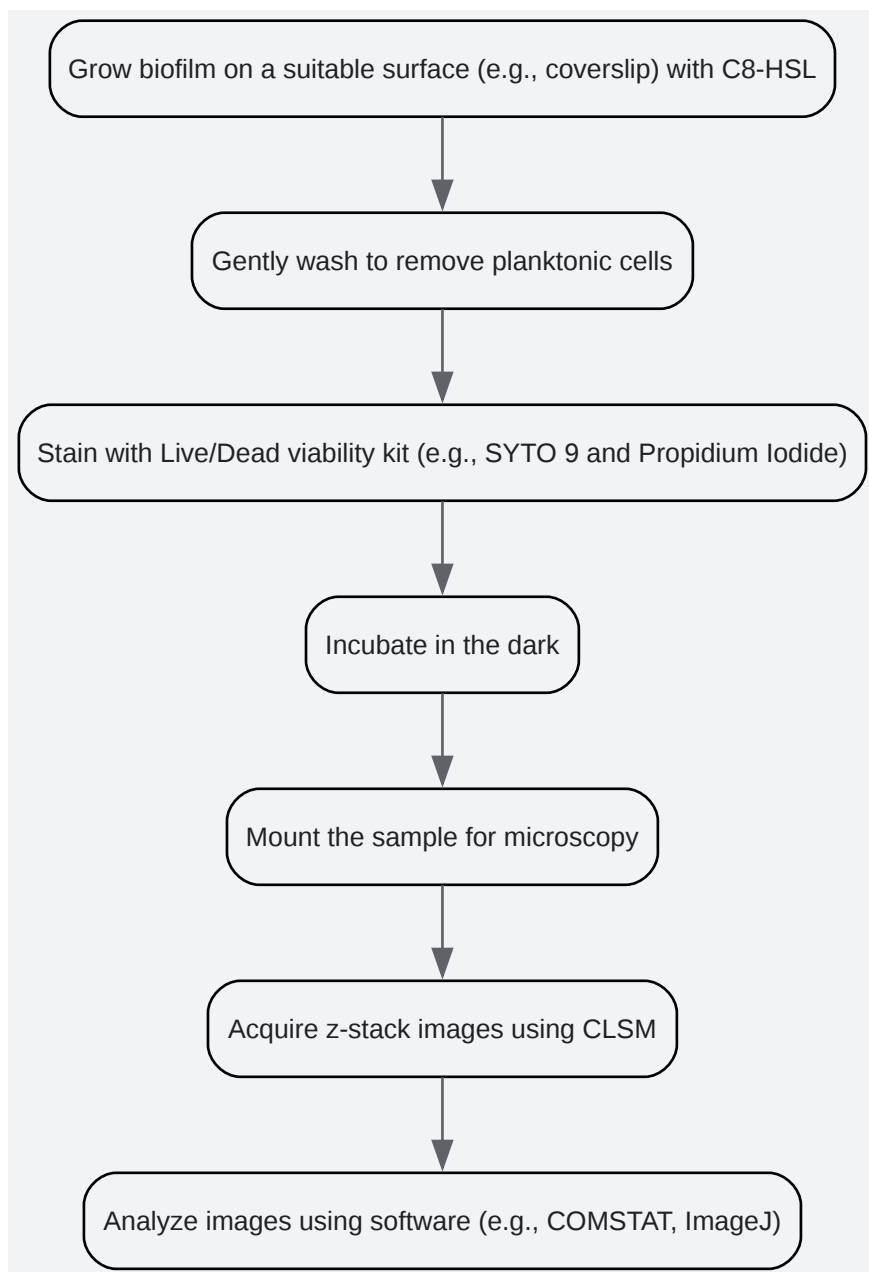 Grow biofilm on a suitable surface (e.g., coverslip) with C8-HSL
Gently wash to remove planktonic cells
Stain with Live/Dead viability kit (e.g., SYTO 9 and Propidium Iodide)
Incubate in the dark
Mount the sample for microscopy
Acquire z-stack images using CLSM
Analyze images using software (e.g., COMSTAT, ImageJ)